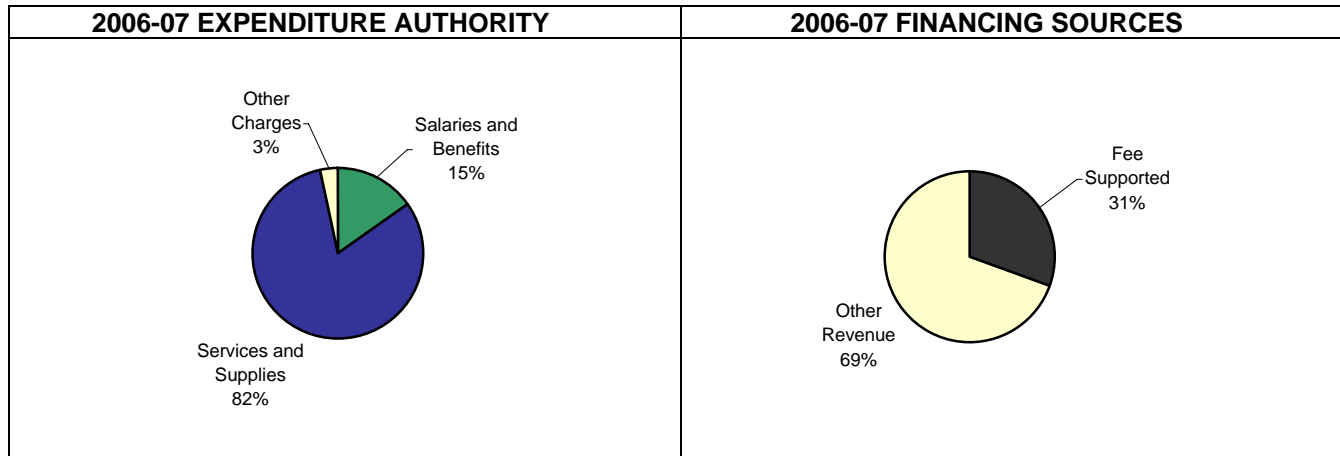 2006-07 EXPENDITURE AUTHORITY
Other
Charges
3%
Salaries and
Benefits
15%
Services and
Supplies
82%
2006-07 FINANCING SOURCES
Fee
Supported
31%
Other
Revenue
69%